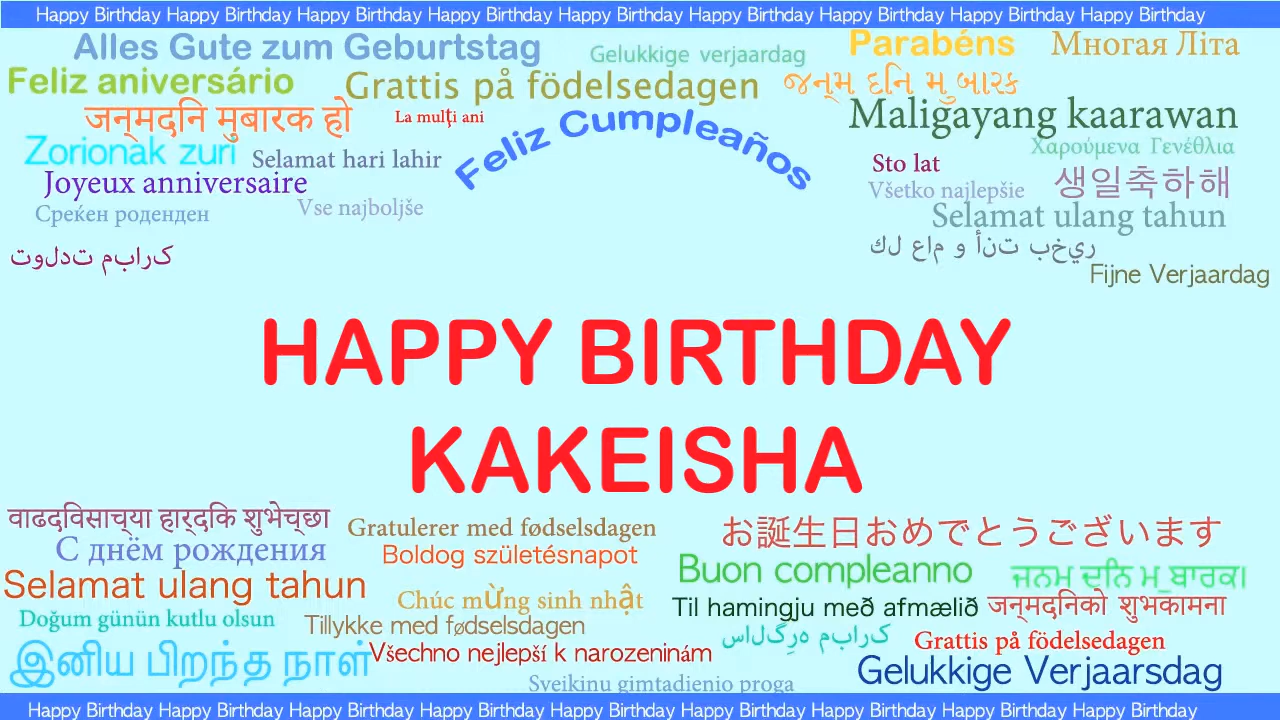 Happy Birthday Happy Birthday Happy Birthday Happy Birthday Happy Birthday Happy Birthday Happy Birthday Happy Birthday Happy Birthday
Alles Gute zum Geburtstag
Gelukkige verjaardag
Parabéns
Многая Літа
Feliz aniversário
Grattis på födelsedagen
જન્મ દિન મુબારક
जन्मदिन मुबारक हो
La mulţi ani
Feliz Cumpleaños
Maligayang kaarawan
Zorionak zuri
Selamat hari lahir
Sto lat
Χαρούμενα Γενέθλια
Joyeux anniversaire
Všetko najlepšie
생일축하해
Среќен роденден
Vse najboljše
Selamat ulang tahun
تولدت مبارک
كل عام و أنت بخير
Fijne Verjaardag
HAPPY BIRTHDAY
KAKEISHA
वाढदिवसाच्या हार्दिक शुभेच्छा
Gratulerer med fødselsdagen
お誕生日おめでとうございます
С днём рождения
Boldog születésnapot
Buon compleanno
ਜਨਮ ਦਿਨ ਮੁਬਾਰਕ।
Selamat ulang tahun
Chúc mừng sinh nhật
Til hamingju með afmælið
जन्मदिनको शुभकामना
Doğum günün kutlu olsun
Tillykke med fødselsdagen
سالگرہ مبارک
Grattis på födelsedagen
இனிய பிறந்த நாள்
Všechno nejlepší k narozeninám
Gelukkige Verjaarsdag
Sveikinu gimtadienio proga
Happy Birthday Happy Birthday Happy Birthday Happy Birthday Happy Birthday Happy Birthday Happy Birthday Happy Birthday Happy Birthday